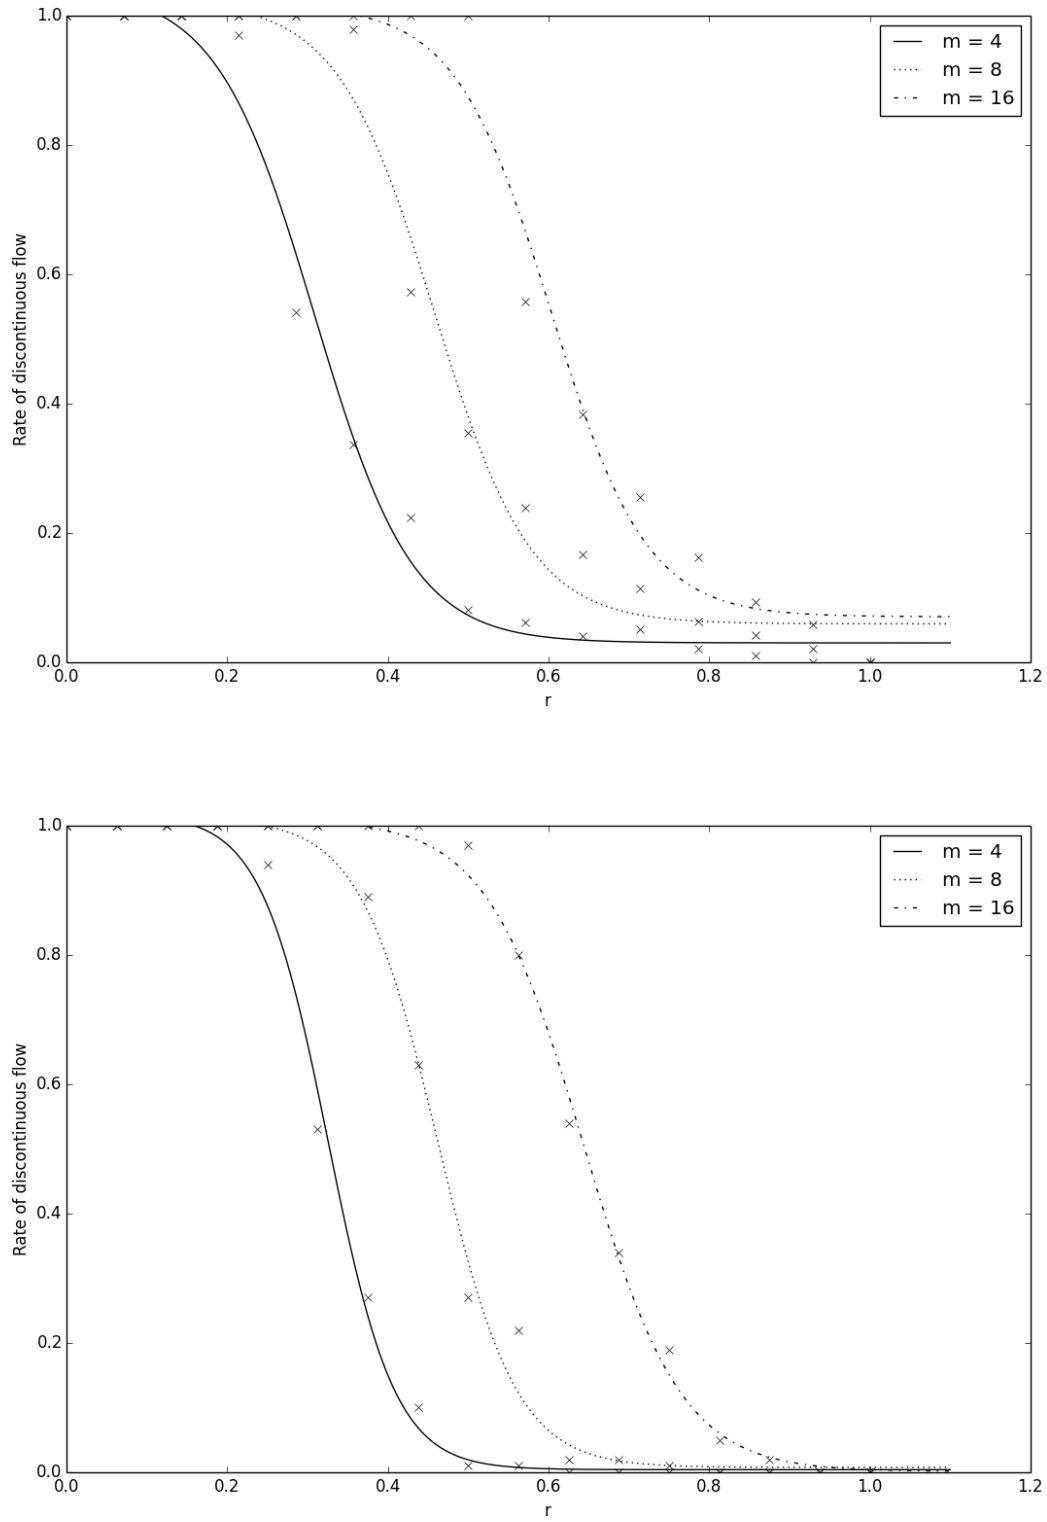 1.0
0.8
0.6
0.4
0.2
0.0
Rate of discontinuous flow
0.0 0.2 0.4 0.6 0.8 1.0 1.2
r
m = 4
m = 8
m = 16
1.0
0.8
0.6
0.4
0.2
0.0
Rate of discontinuous flow
0.0 0.2 0.4 0.6 0.8 1.0 1.2
r
m = 4
m = 8
m = 16